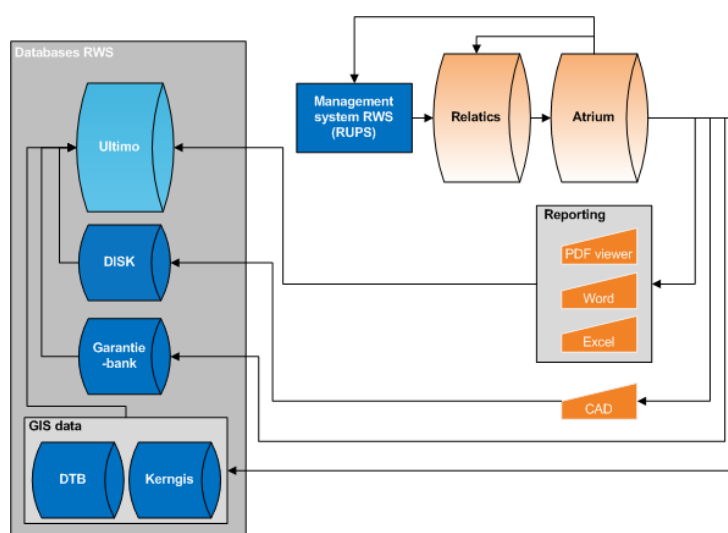 Databases RWS
Ultimo
DISK
Garantie
-bank
GIS data
DTB
Kerngis
Management
system RWS
(RUPS)
Relatics
Atrium
Reporting
PDF viewer
Word
Excel
CAD